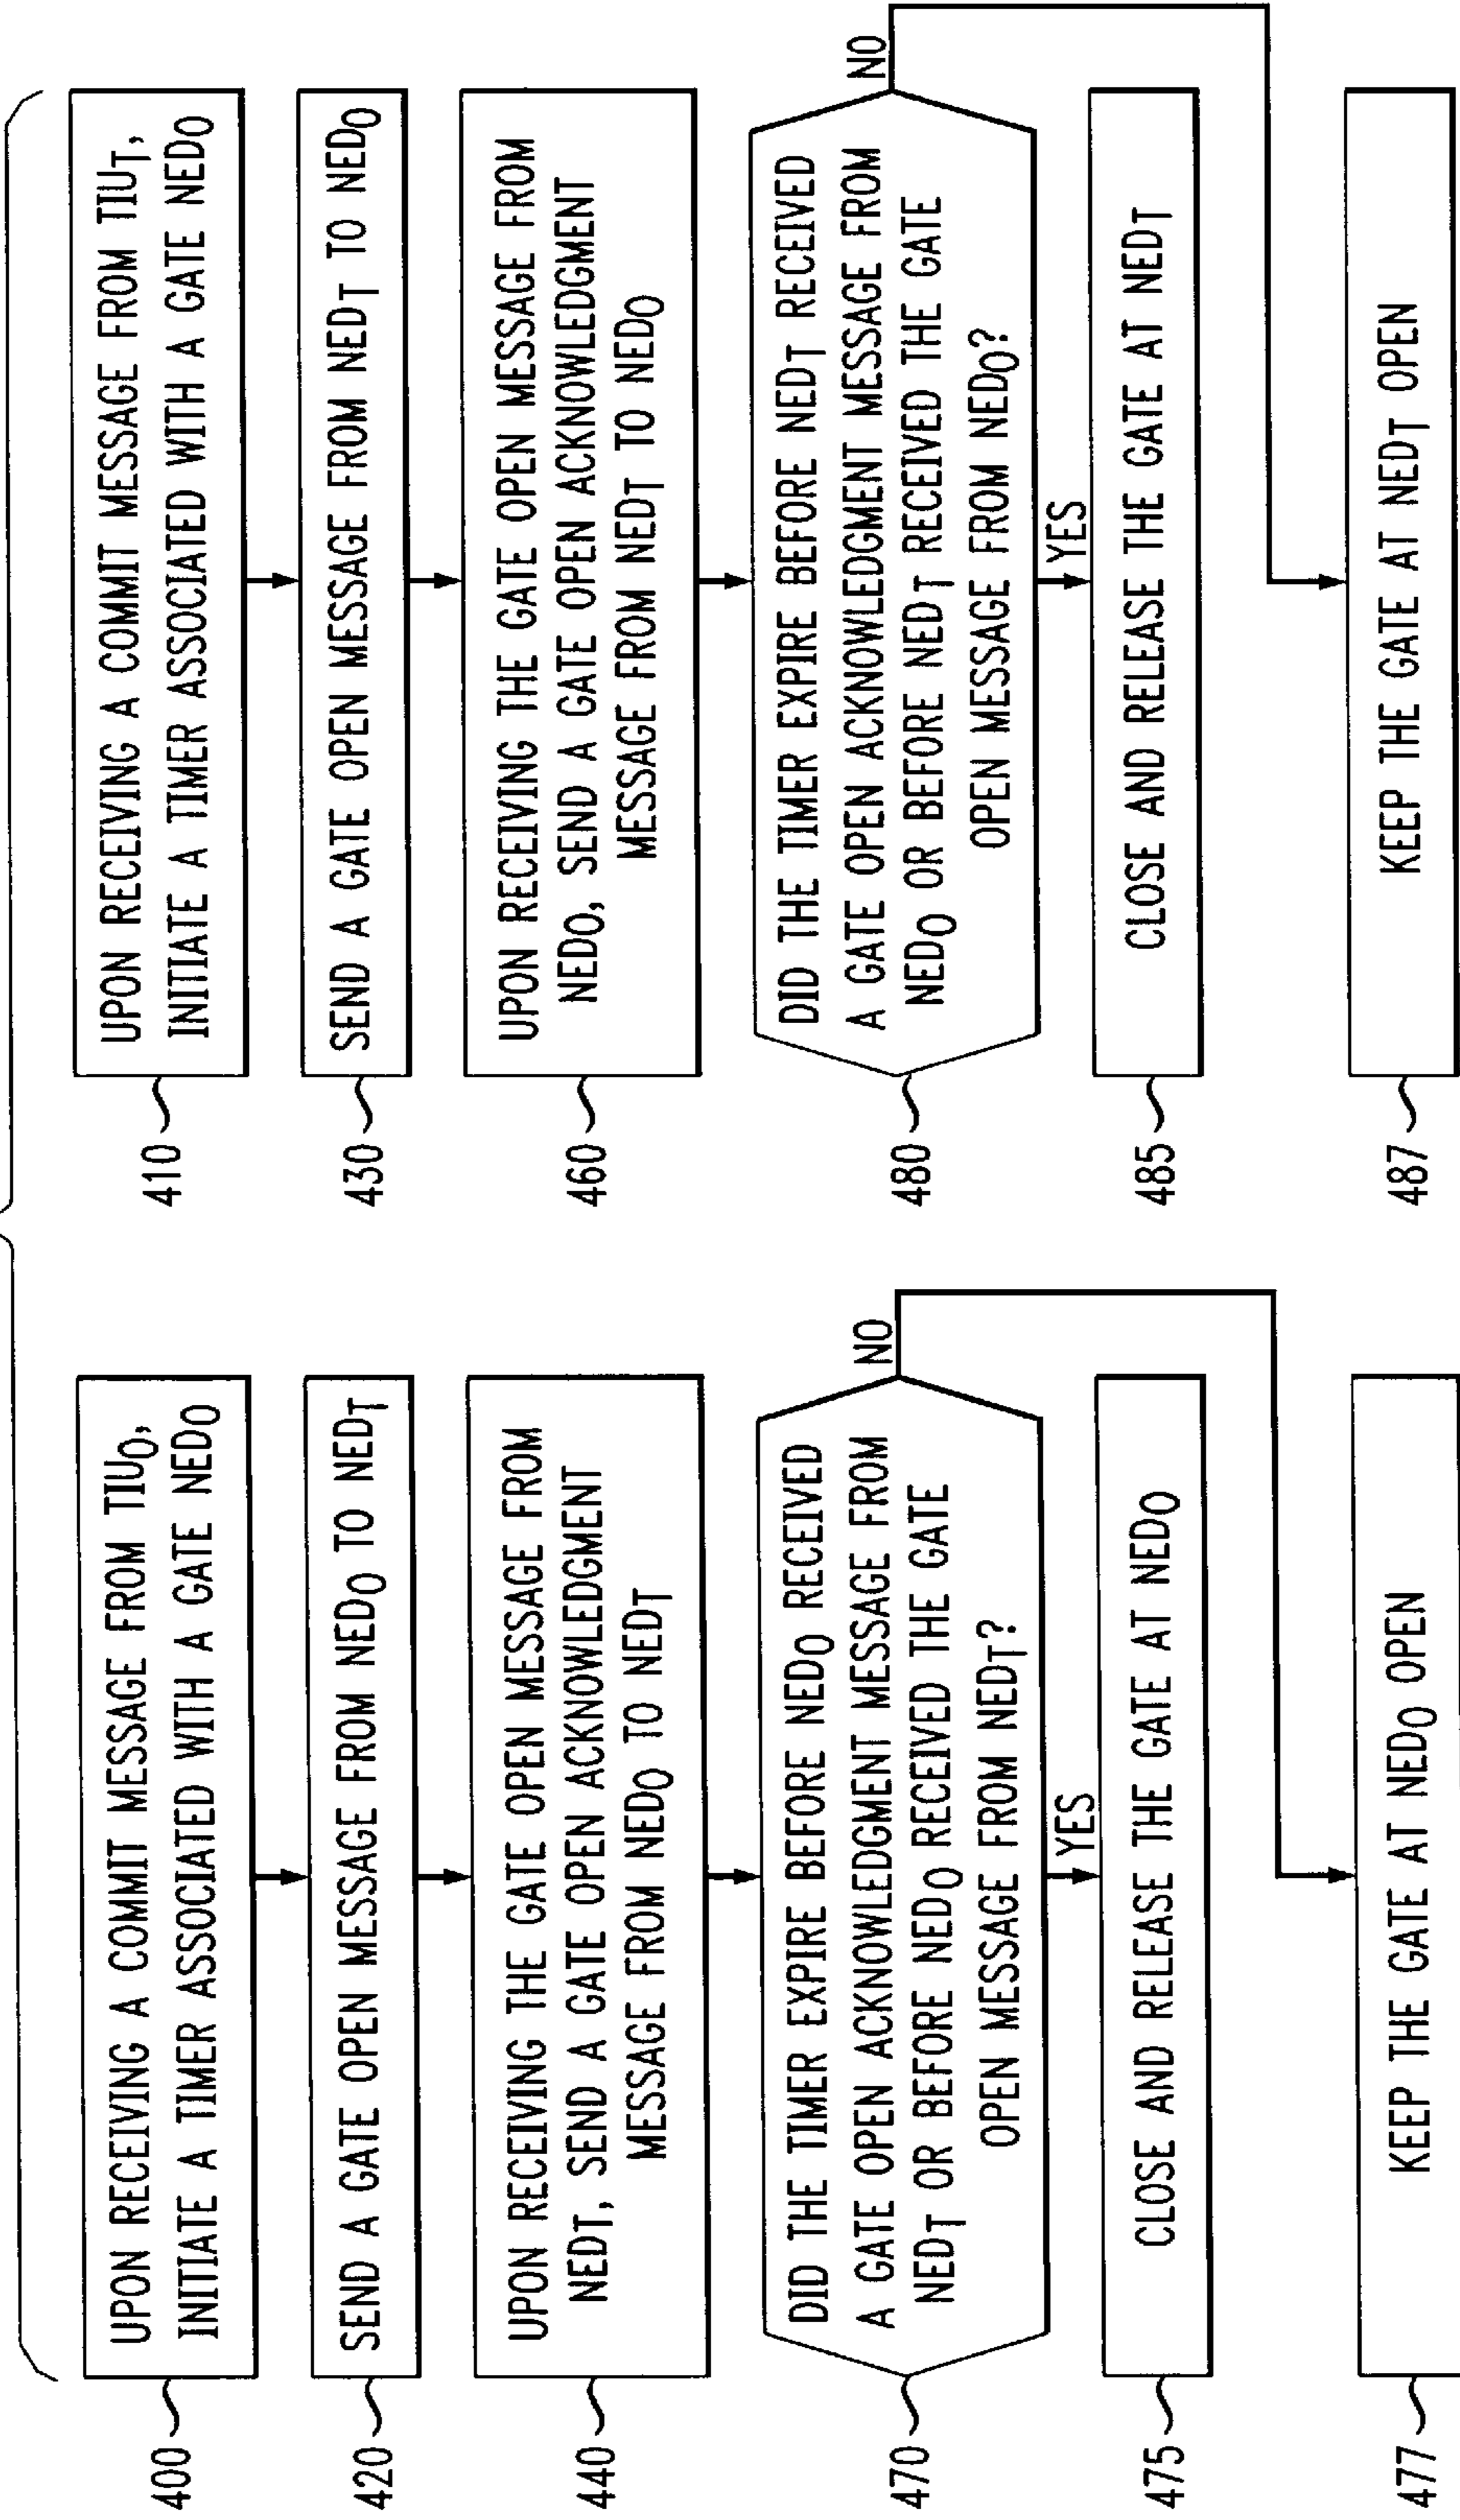 400
UPON RECEIVING A COMMIT MESSAGE FROM TIUO,
INITIATE A TIMER ASSOCIATED WITH A GATE NEDO
420
SEND A GATE OPEN MESSAGE FROM NEDO TO NEDT
440
UPON RECEIVING THE GATE OPEN MESSAGE FROM
NEDT, SEND A GATE OPEN ACKNOWLEDGMENT
MESSAGE FROM NEDO TO NEDT
470
DID THE TIMER EXPIRE BEFORE NEDO RECEIVED
A GATE OPEN ACKNOWLEDGMENT MESSAGE FROM
NEDT OR BEFORE NEDO RECEIVED THE GATE
OPEN MESSAGE FROM NEDT?
NO
YES
475
CLOSE AND RELEASE THE GATE AT NEDO
477
KEEP THE GATE AT NEDO OPEN
410
UPON RECEIVING A COMMIT MESSAGE FROM TIUT,
INITIATE A TIMER ASSOCIATED WITH A GATE NEDO
430
SEND A GATE OPEN MESSAGE FROM NEDT TO NEDO
460
UPON RECEIVING THE GATE OPEN MESSAGE FROM
NEDO, SEND A GATE OPEN ACKNOWLEDGMENT
MESSAGE FROM NEDT TO NEDO
480
DID THE TIMER EXPIRE BEFORE NEDT RECEIVED
A GATE OPEN ACKNOWLEDGMENT MESSAGE FROM
NEDO OR BEFORE NEDT RECEIVED THE GATE
OPEN MESSAGE FROM NEDO?
NO
YES
485
CLOSE AND RELEASE THE GATE AT NEDT
487
KEEP THE GATE AT NEDT OPEN